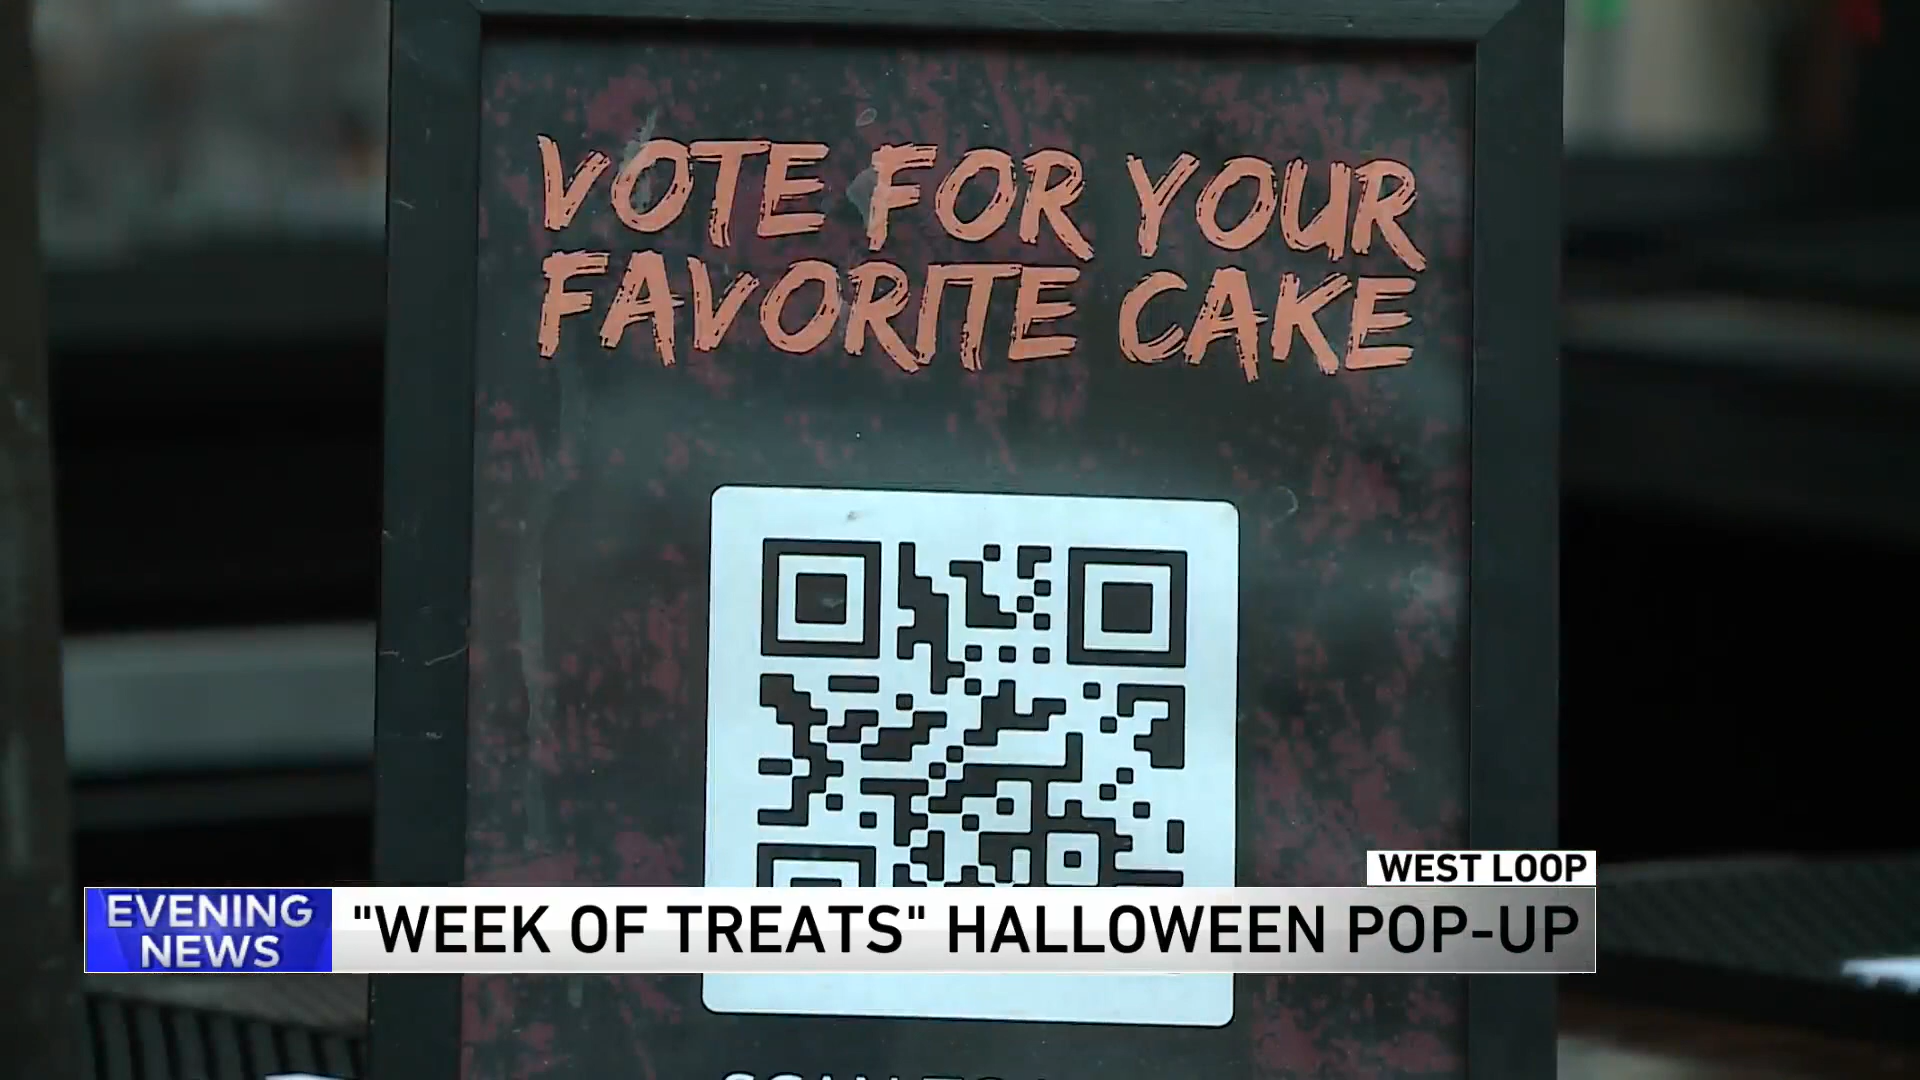 VOTE FOR YOUR
FAVORITE CAKE
WEST LOOP
EVENING
NEWS
"WEEK OF TREATS" HALLOWEEN POP-UP